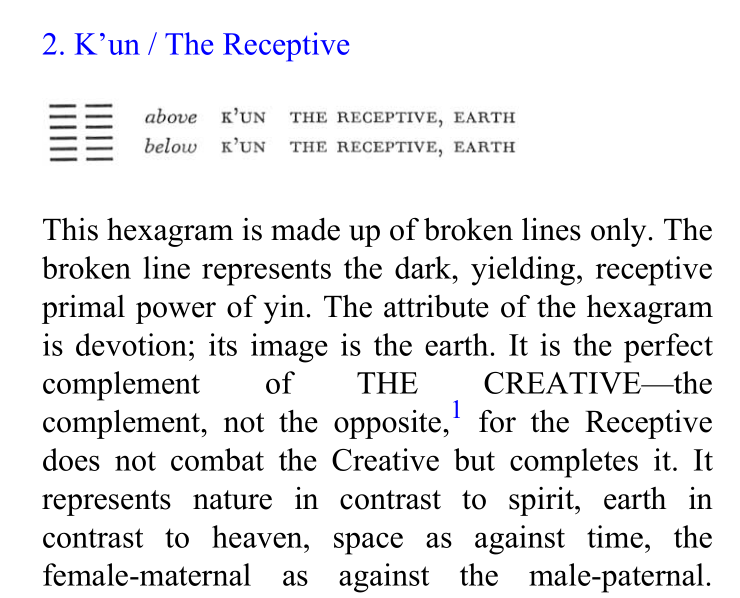 2. K’un / The Receptive
above K’UN THE RECEPTIVE, EARTH
below K’UN THE RECEPTIVE, EARTH
This hexagram is made up of broken lines only. The
broken line represents the dark, yielding, receptive
primal power of yin. The attribute of the hexagram
is devotion; its image is the earth. It is the perfect
complement of THE CREATIVE—the
complement, not the opposite,1 for the Receptive
does not combat the Creative but completes it. It
represents nature in contrast to spirit, earth in
contrast to heaven, space as against time, the
female-maternal as against the male-paternal.